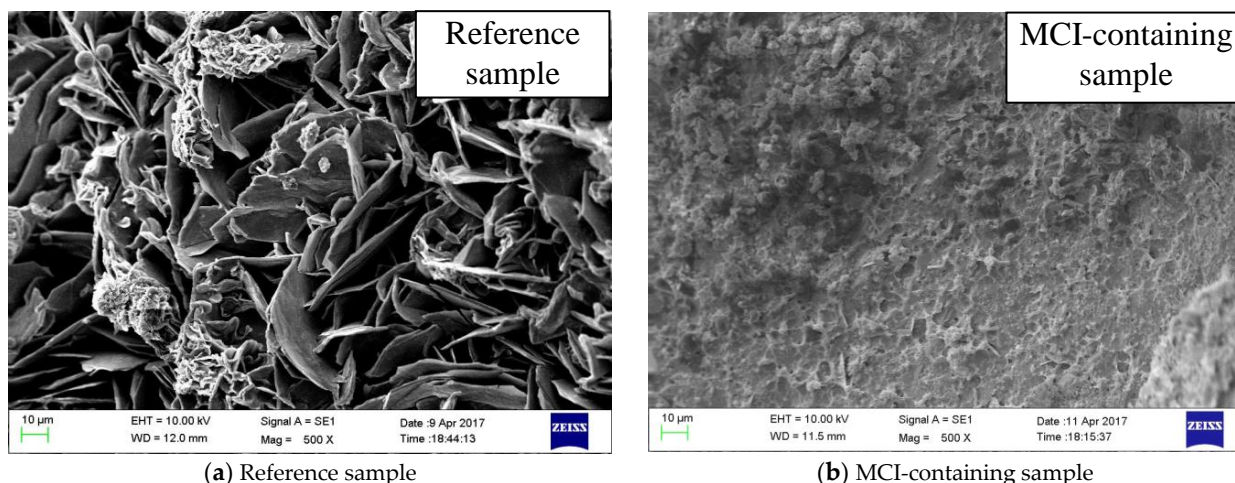 Reference
sample
MCI-containing
sample
10 µm
EHT = 10.00 kV
Signal A = SE1
Date :9 Apr 2017
WD = 12.0 mm
Mag = 500 X
Time :18:44:13
ZEISS
10 µm
EHT = 10.00 kV
Signal A = SE1
Date :11 Apr 2017
WD = 11.5 mm
Mag = 500 X
Time :18:15:37
ZEISS
(a) Reference sample
(b) MCI-containing sample